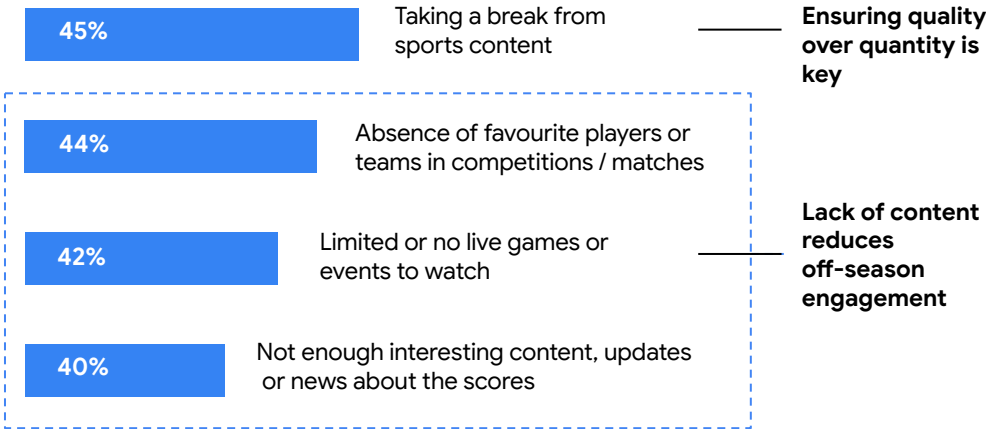 45%
Taking a break from
sports content
Ensuring quality
over quantity is
key
44%
Absence of favourite players or
teams in competitions / matches
42%
Limited or no live games or
events to watch
Lack of content
reduces
off-season
engagement
40%
Not enough interesting content, updates
or news about the scores